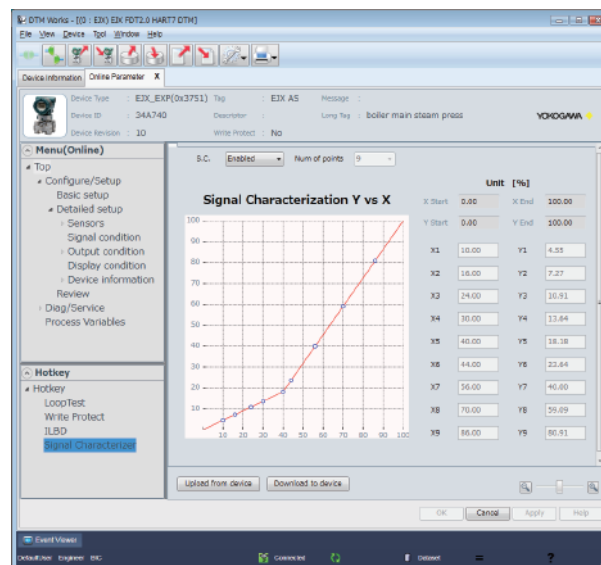 DTM Works - [(0 : EJX) EJX FDT2.0 HART7 DTM]
File View Device Tool Window Help
Device Information Online Parameter X
Device Type : EJX_EXP(0x3751) Tag : EJX AS Message :
Device ID : 34A740 Descriptor : Long Tag : boiler main steam press YOKOGAWA
Device Revision : 10 Write Protect : No
Menu(Online)
Top
Configure/Setup
Basic setup
Detailed setup
Sensors
Signal condition
Output condition
Display condition
Device information
Review
Diag/Service
Process Variables
Hotkey
Hotkey
LoopTest
Write Protect
ILBD
Signal Characterizer
S.C. Enabled Num of points 9
Unit [%]
Signal Characterization Y vs X
100
90
80
70
60
50
40
30
20
10
10 20 30 40 50 60 70 80 90 100
X Start 0.00 X End 100.00
Y Start 0.00 Y End 100.00
X1 10.00 Y1 4.55
X2 16.00 Y2 7.27
X3 24.00 Y3 10.91
X4 30.00 Y4 13.64
X5 40.00 Y5 18.18
X6 44.00 Y6 23.64
X7 56.00 Y7 40.00
X8 70.00 Y8 59.09
X9 86.00 Y9 80.91
Upload from device Download to device
OK Cancel Apply Help
Event Viewer
DefaultUser Engineer Connected Dataset = ?